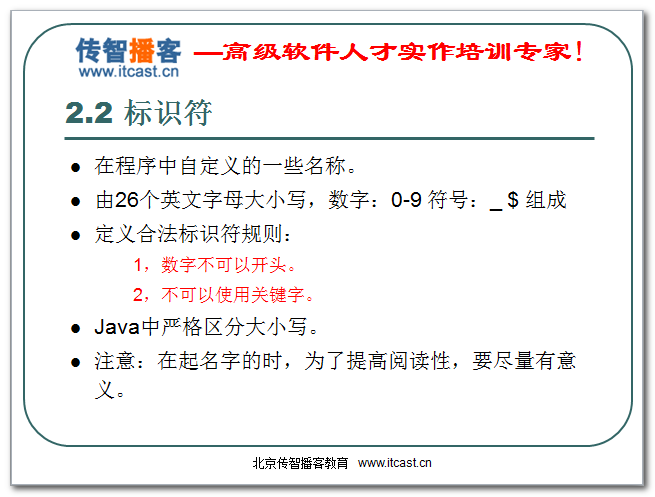 传智播客 —高级软件人才实作培训专家!
www.itcast.cn
2.2 标识符
● 在程序中自定义的一些名称。
● 由26个英文字母大小写，数字：0-9 符号：_ $ 组成
● 定义合法标识符规则：
1，数字不可以开头。
2，不可以使用关键字。
● Java中严格区分大小写。
● 注意：在起名字的时，为了提高阅读性，要尽量有意
义。
北京传智播客教育 www.itcast.cn